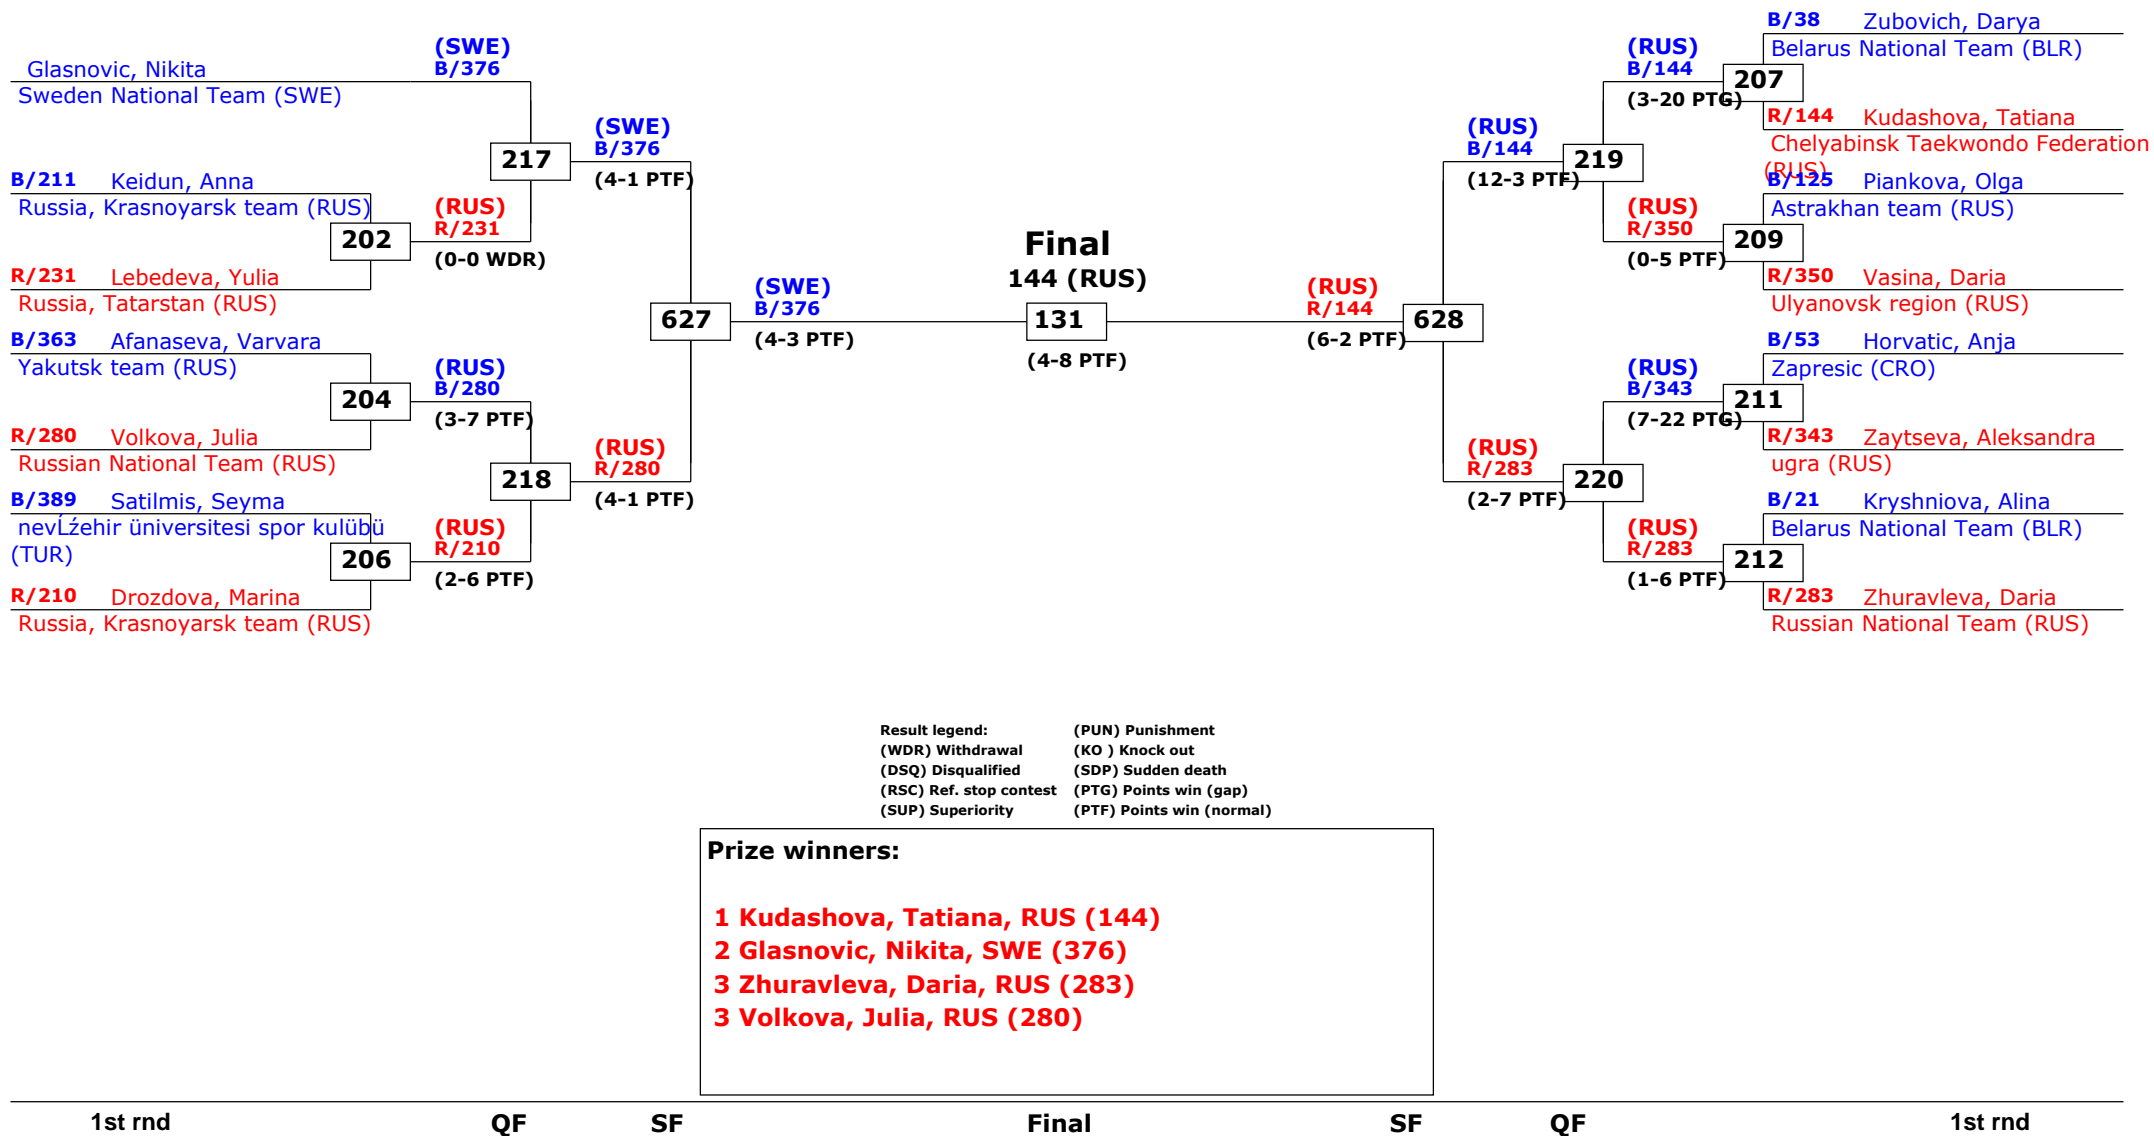 (SWE)
B/376
Glasnovic, Nikita
Sweden National Team (SWE)
217
(SWE)
B/376
(4-1 PTF)
B/211 Keidun, Anna
Russia, Krasnoyarsk team (RUS)
202
(RUS)
R/231
(0-0 WDR)
R/231 Lebedeva, Yulia
Russia, Tatarstan (RUS)
627
(SWE)
B/376
(4-3 PTF)
B/363 Afanaseva, Varvara
Yakutsk team (RUS)
204
(RUS)
B/280
(3-7 PTF)
R/280 Volkova, Julia
Russian National Team (RUS)
218
(RUS)
R/280
(4-1 PTF)
B/389 Satilmis, Seyma
nevĹźehir üniversitesi spor kulübü
(TUR)
206
(RUS)
R/210
(2-6 PTF)
R/210 Drozdova, Marina
Russia, Krasnoyarsk team (RUS)
Final
144 (RUS)
131
(4-8 PTF)
B/38 Zubovich, Darya
Belarus National Team (BLR)
(RUS)
B/144
207
(3-20 PTG)
R/144 Kudashova, Tatiana
Chelyabinsk Taekwondo Federation
(RUS)
(RUS)
B/144
219
(12-3 PTF)
B/125 Piankova, Olga
Astrakhan team (RUS)
(RUS)
R/350
209
(0-5 PTF)
R/350 Vasina, Daria
Ulyanovsk region (RUS)
(RUS)
R/144
628
(6-2 PTF)
B/53 Horvatic, Anja
Zapresic (CRO)
(RUS)
B/343
211
(7-22 PTG)
R/343 Zaytseva, Aleksandra
ugra (RUS)
(RUS)
R/283
220
(2-7 PTF)
B/21 Kryshniova, Alina
Belarus National Team (BLR)
(RUS)
R/283
212
(1-6 PTF)
R/283 Zhuravleva, Daria
Russian National Team (RUS)
Result legend: (PUN) Punishment
(WDR) Withdrawal (KO ) Knock out
(DSQ) Disqualified (SDP) Sudden death
(RSC) Ref. stop contest (PTG) Points win (gap)
(SUP) Superiority (PTF) Points win (normal)
Prize winners:
1 Kudashova, Tatiana, RUS (144)
2 Glasnovic, Nikita, SWE (376)
3 Zhuravleva, Daria, RUS (283)
3 Volkova, Julia, RUS (280)
1st rnd QF SF Final SF QF 1st rnd